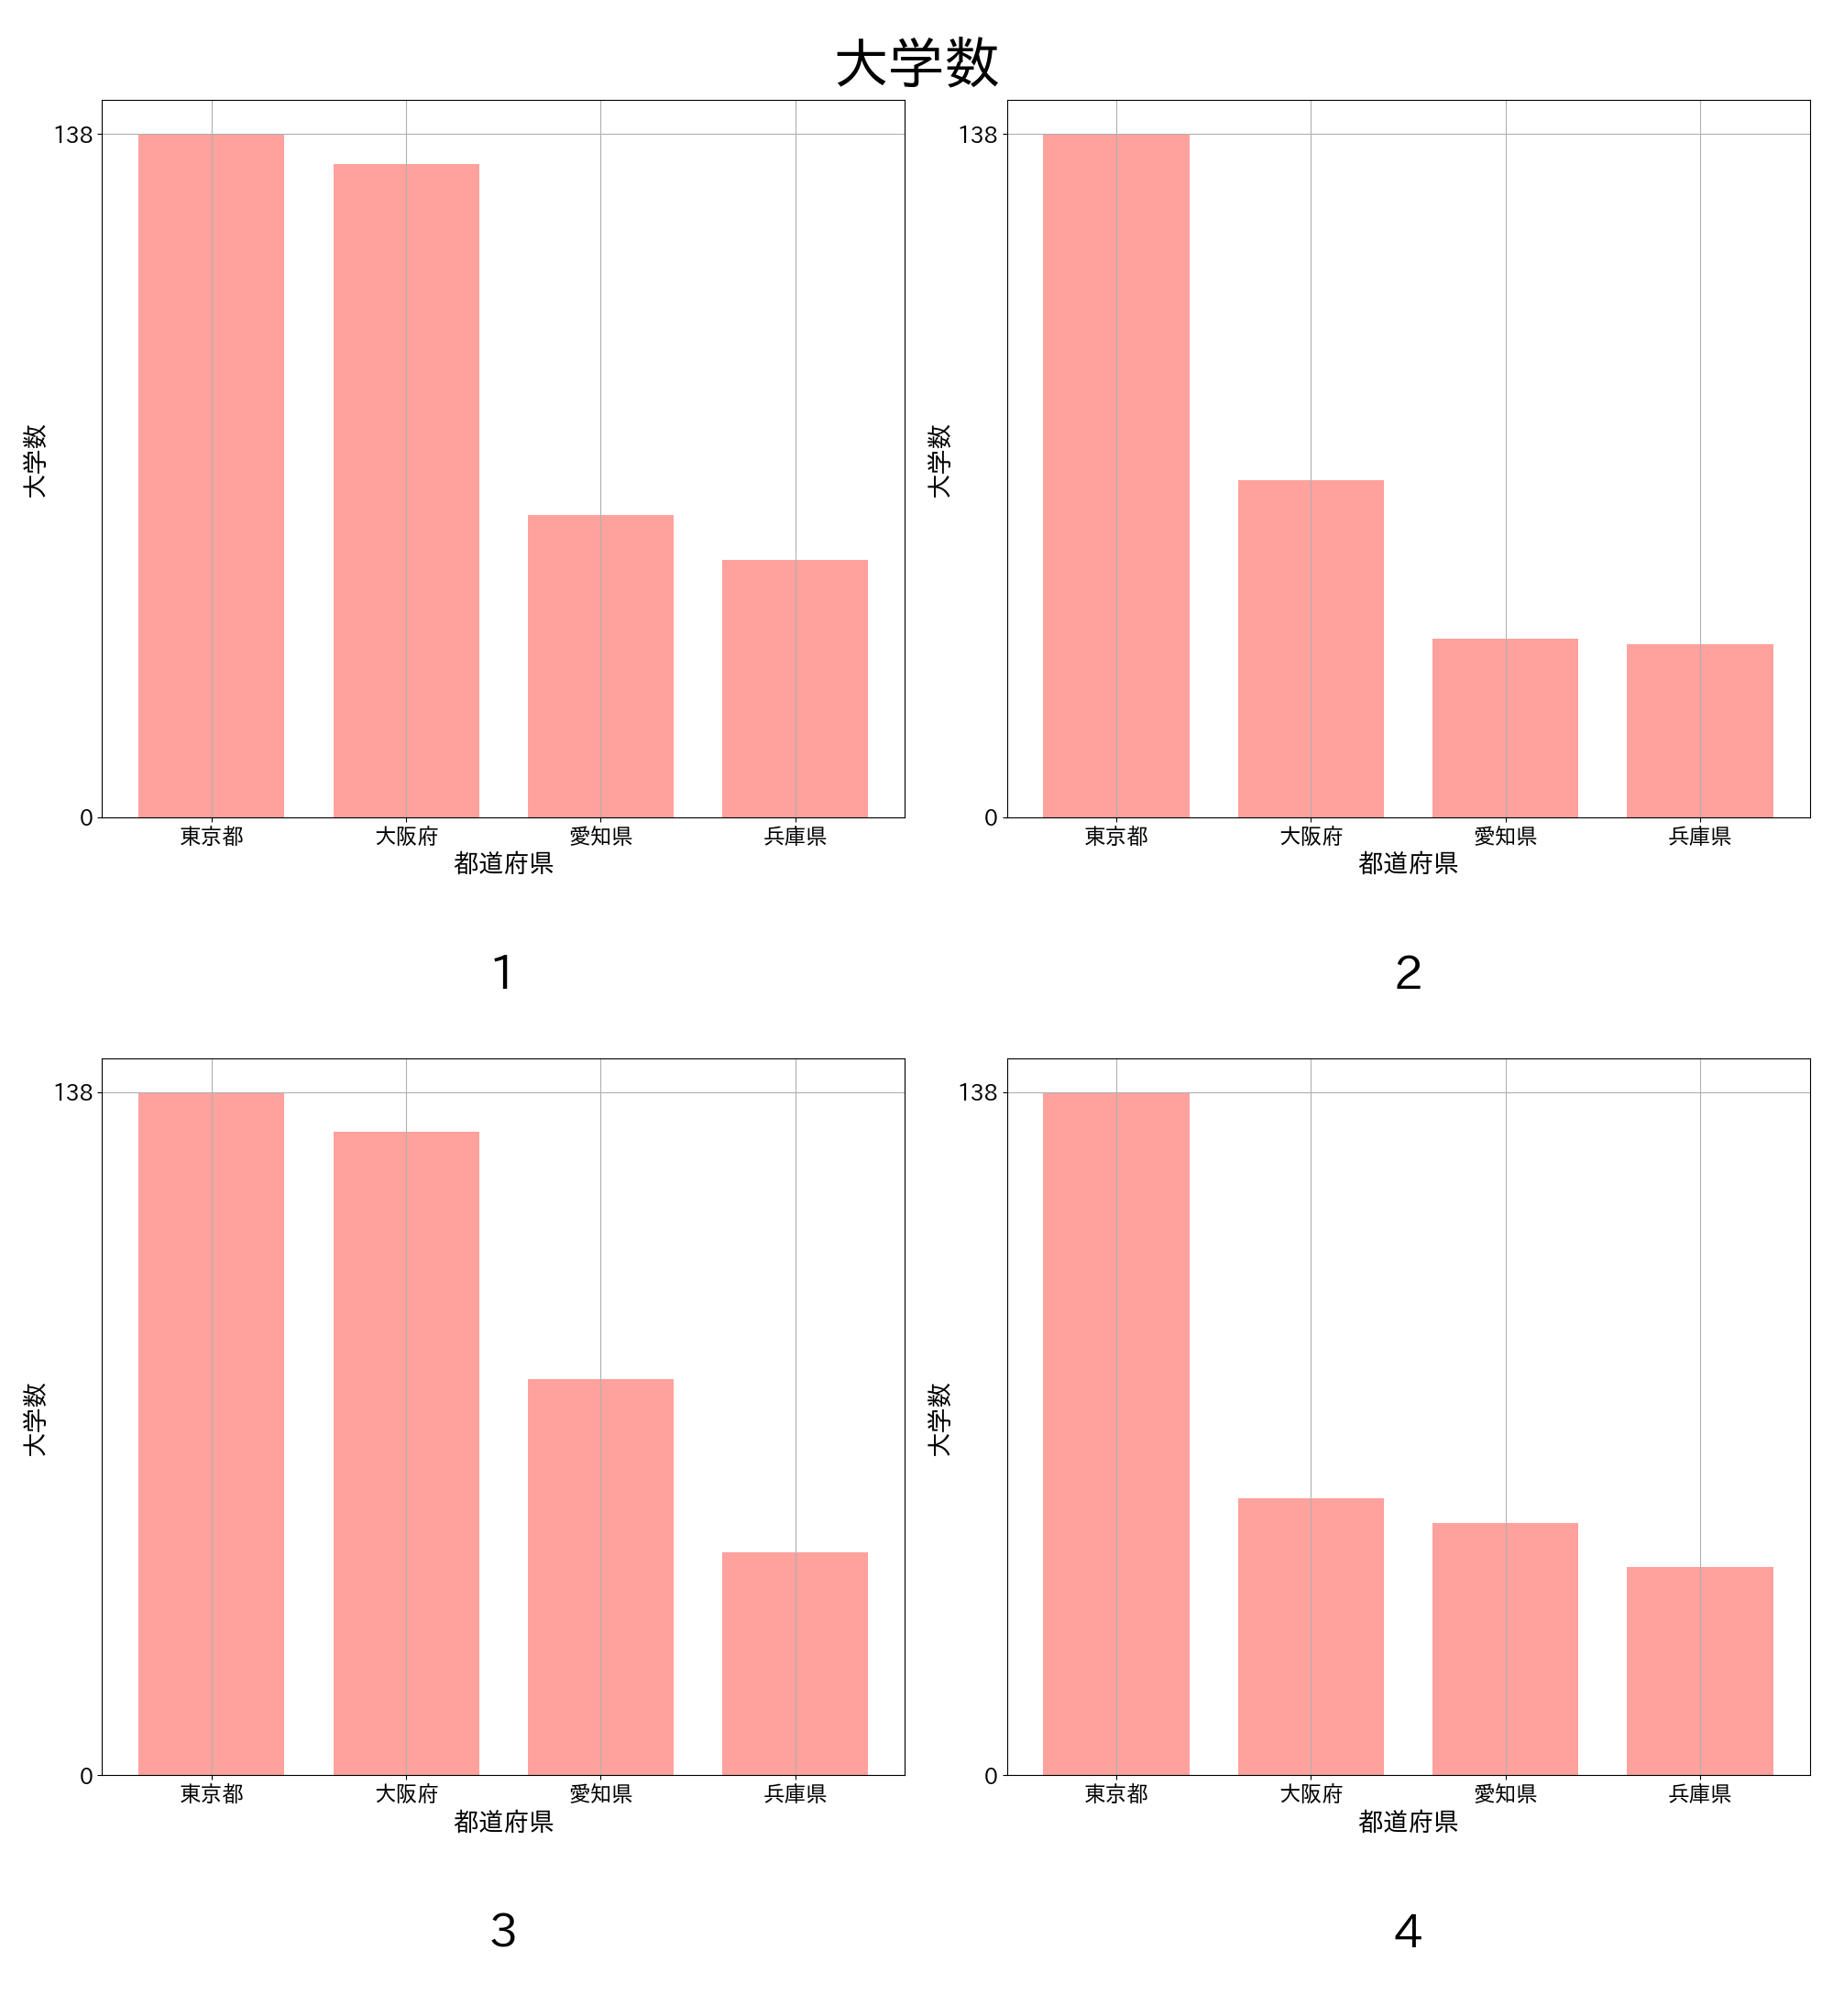 大学数
138
0
大学数
東京都 大阪府 愛知県 兵庫県
都道府県
1
138
0
大学数
東京都 大阪府 愛知県 兵庫県
都道府県
2
138
0
大学数
東京都 大阪府 愛知県 兵庫県
都道府県
3
138
0
大学数
東京都 大阪府 愛知県 兵庫県
都道府県
4